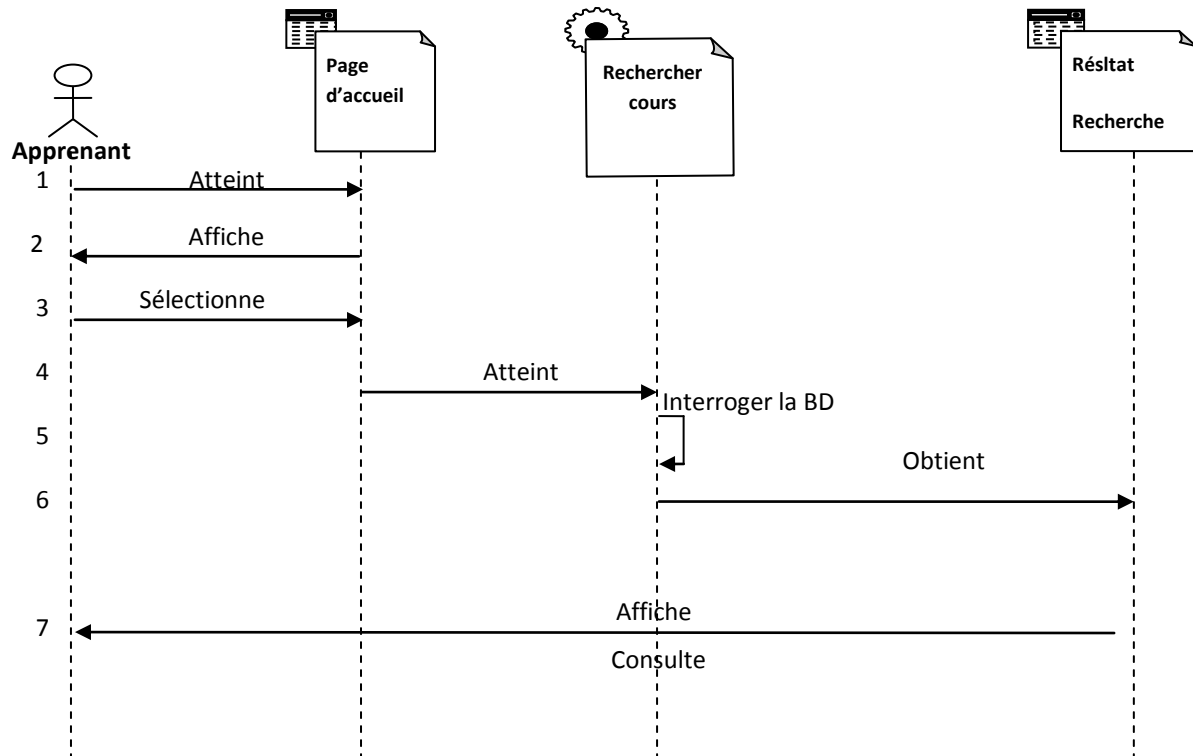 Page
d'accueil
Rechercher
cours
Résltat
Recherche
Apprenant
1 Atteint
2 Affiche
3 Sélectionne
4 Atteint
Interroger la BD
5
Obtient
6
Affiche
7
Consulte